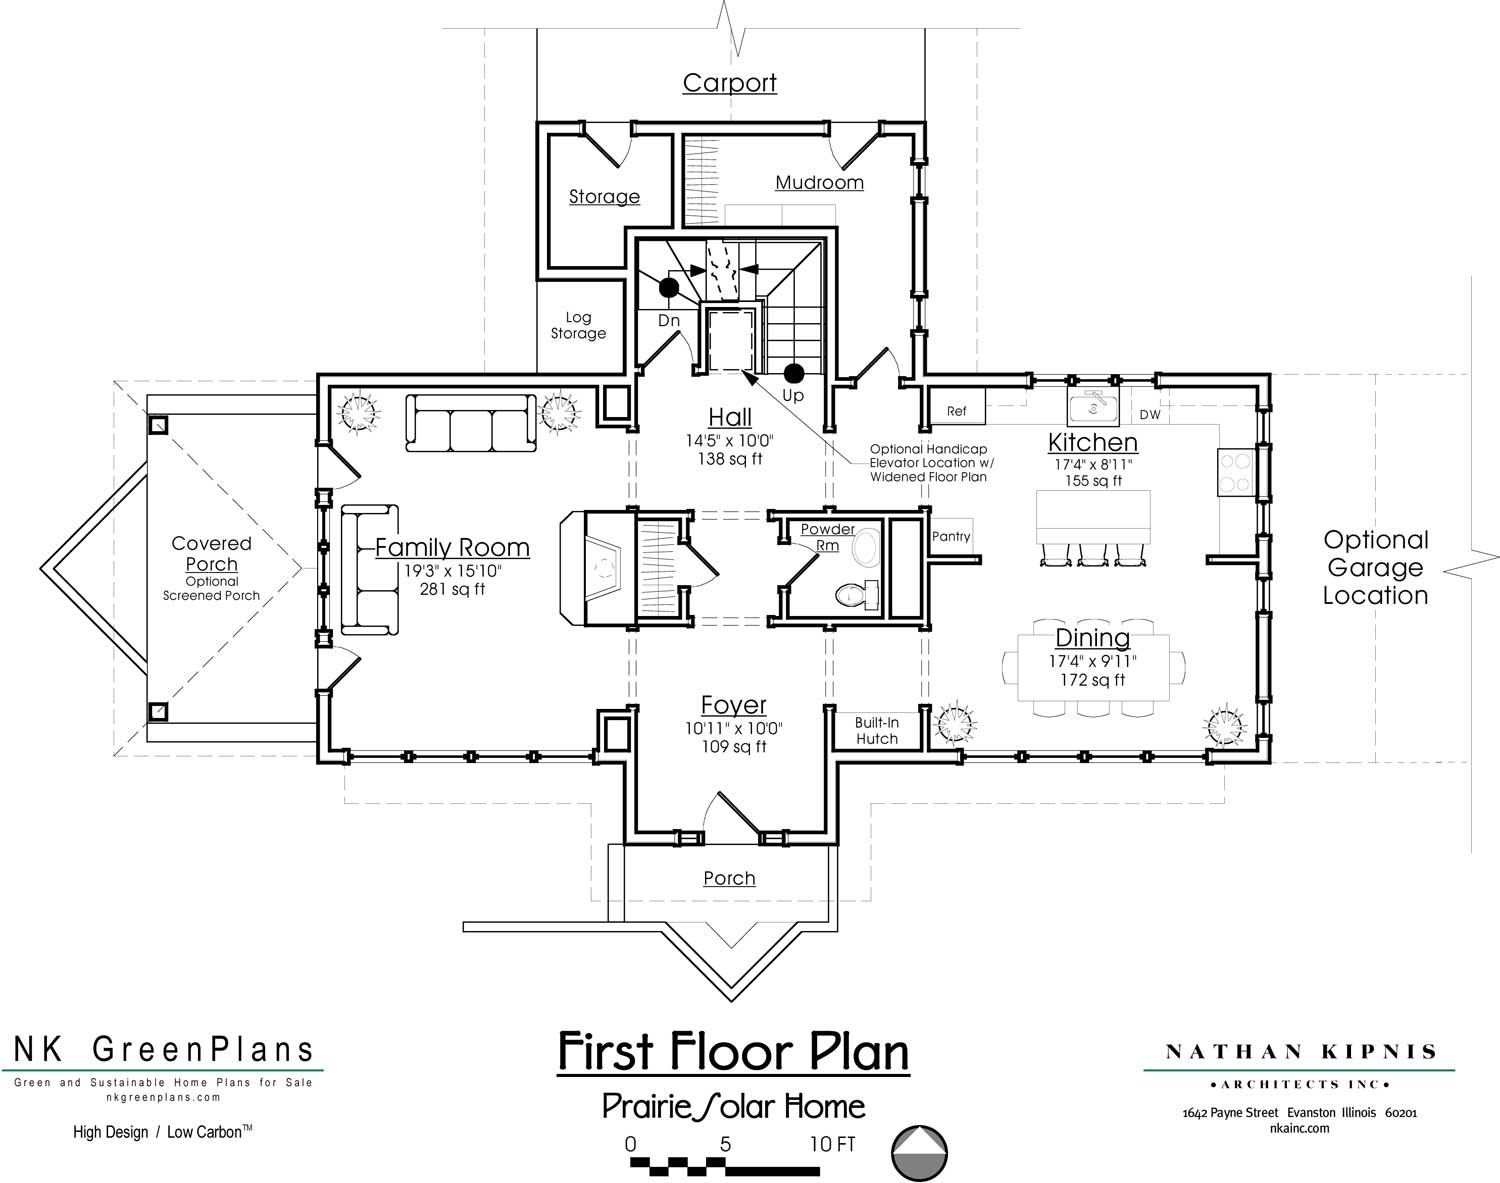 Carport
Storage
Mudroom
Log
Storage
Dn
Up
Hall
14'5" x 10'0"
138 sq ft
Optional Handicap
Elevator Location w/
Widened Floor Plan
Ref
DW
Kitchen
17'4" x 8'11"
155 sq ft
Pantry
Powder
Rm
Family Room
19'3" x 15'10"
281 sq ft
Covered
Porch
Optional
Screened Porch
Optional
Garage
Location
Dining
17'4" x 9'11"
172 sq ft
Foyer
10'11" x 10'0"
109 sq ft
Built-In
Hutch
Porch
NK GreenPlans
Green and Sustainable Home Plans for Sale
nkgreenplans.com
High Design / Low Carbon™
First Floor Plan
Prairie Solar Home
0 5 10 FT
NATHAN KIPNIS
•ARCHITECTS INC•
1642 Payne Street Evanston Illinois 60201
nkainc.com